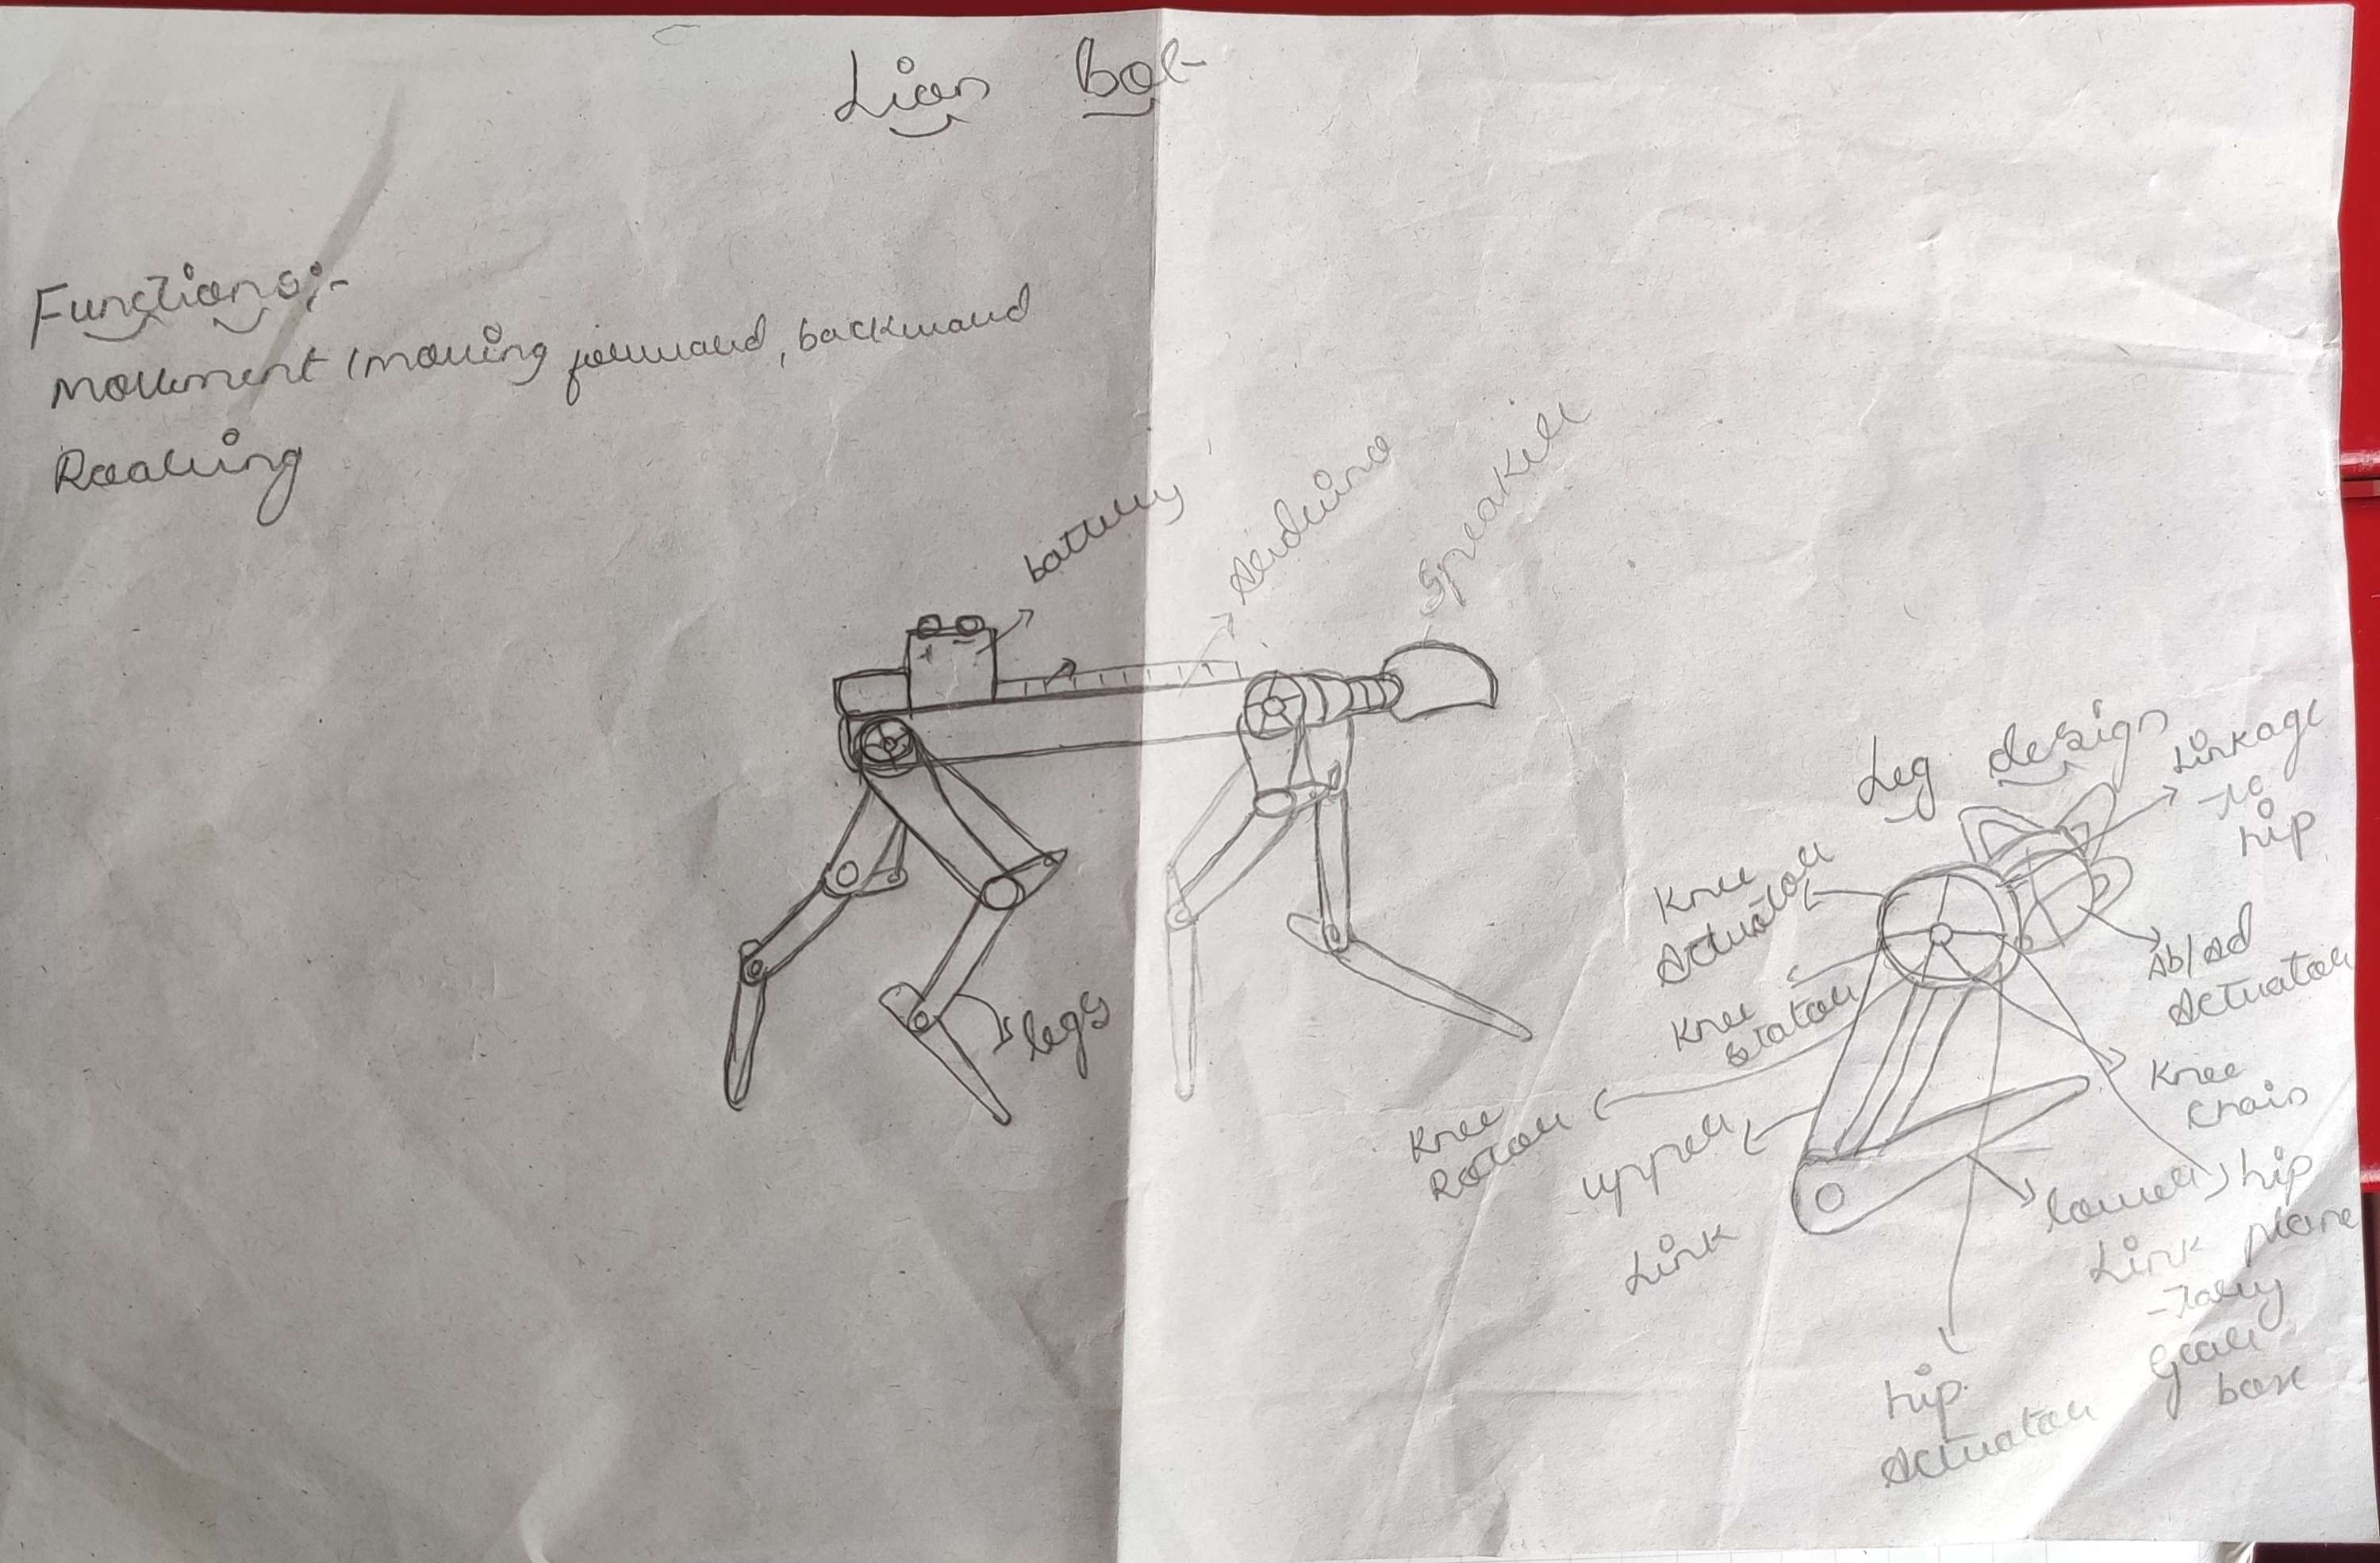 Lion Bot
Functions:-
Movement (moving forward, backward
Roaring
battery
Arduino
Speaker
legs
Leg design
Linkage
to
hip
Knee
Actuator
Ab/Ad
Actuator
Knee
Stator
Knee
Chain
Knee
Rotor
upper
Link
lower
Link
hip
plane
-tary
Gear
box
hip
Actuator
+ -